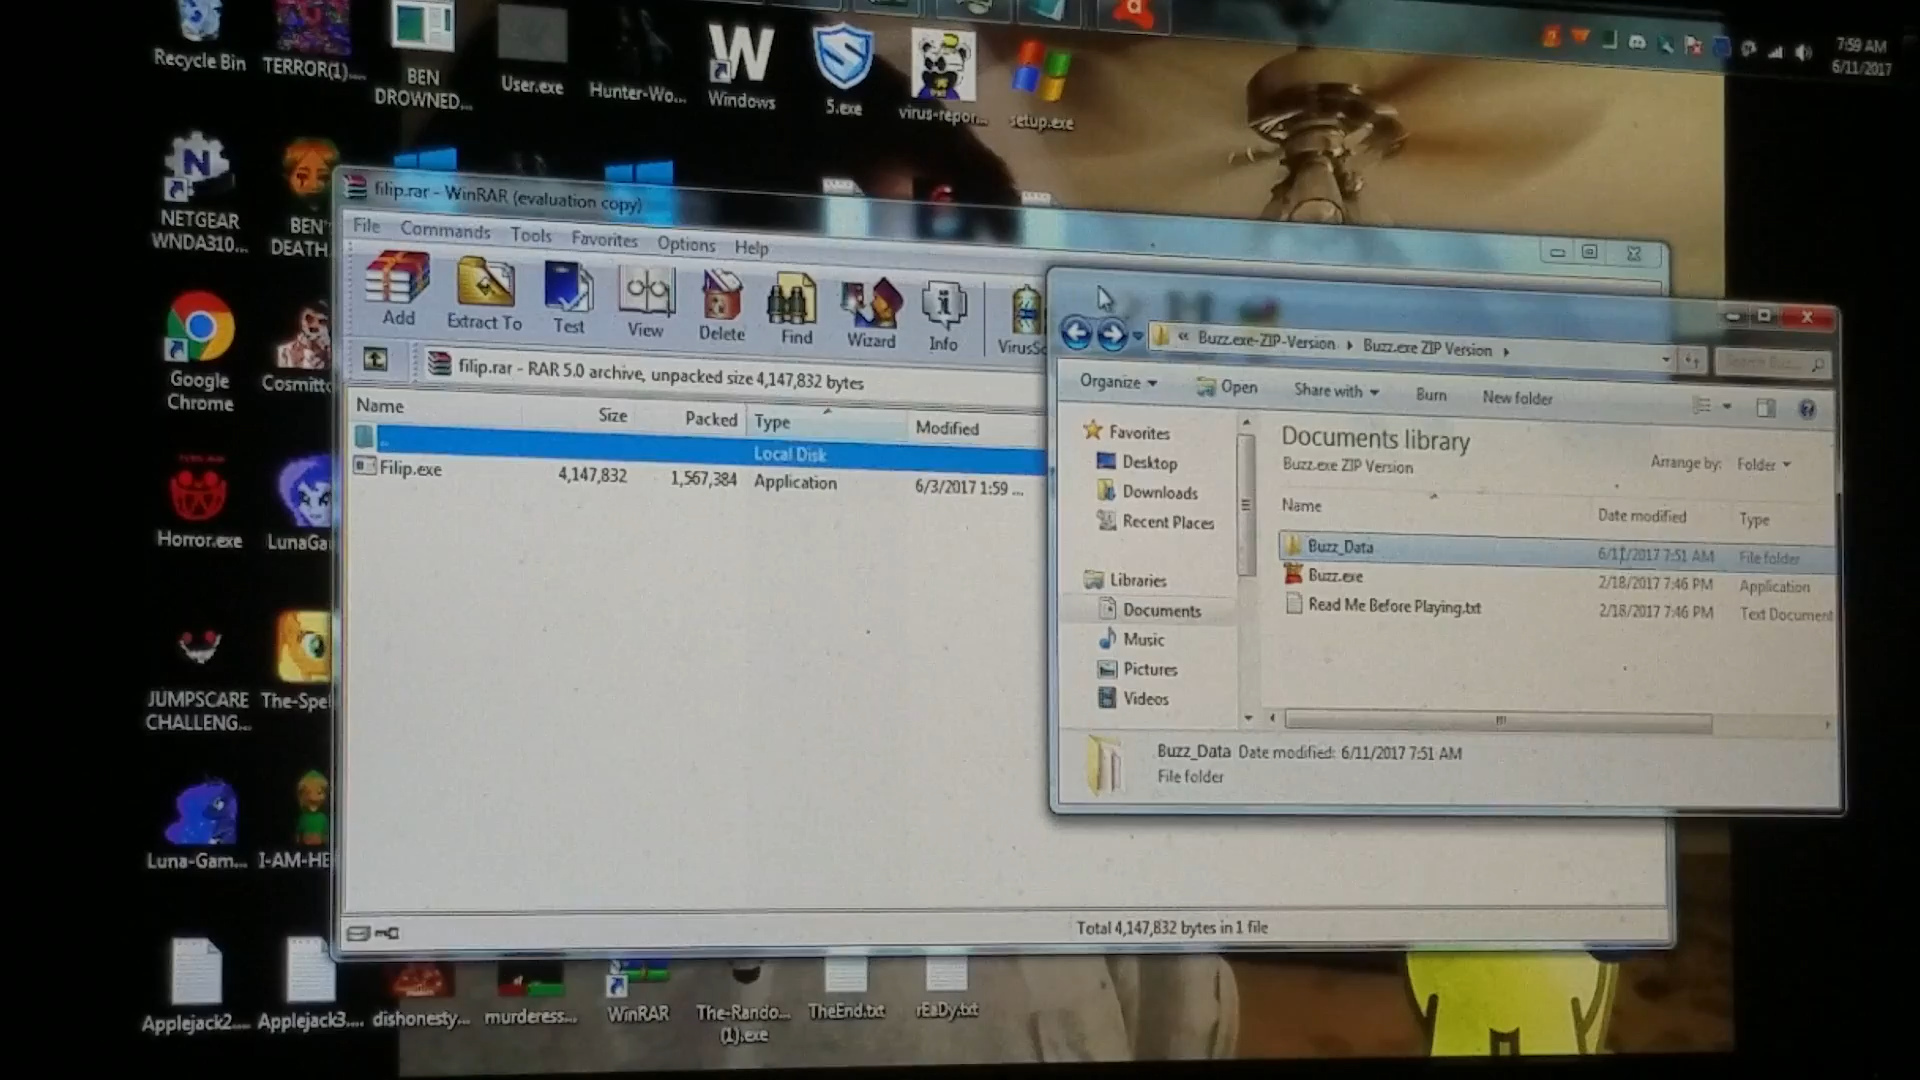 7:59 AM
6/11/2017
Recycle Bin
TERROR(1)....
BEN
DROWNED...
User.exe
Hunter-Wo...
Windows
5.exe
virus-repor...
setup.exe
NETGEAR
WNDA310...
BEN'
DEATH
Google
Chrome
Cosmitto
Horror.exe
LunaGa
JUMPSCARE
CHALLENG...
The-Spe
Luna-Gam...
I-AM-HE
Applejack2....
Applejack3....
dishonesty...
murderess...
WinRAR
The-Rando...
(1).exe
TheEnd.txt
rEaDy.txt
filip.rar - WinRAR (evaluation copy)
File Commands Tools Favorites Options Help
Add Extract To Test View Delete Find Wizard Info VirusSc
filip.rar - RAR 5.0 archive, unpacked size 4,147,832 bytes
Name Size Packed Type Modified
.. Local Disk
Filip.exe 4,147,832 1,567,384 Application 6/3/2017 1:59 ...
Total 4,147,832 bytes in 1 file
« Buzz.exe-ZIP-Version Buzz.exe ZIP Version
Organize Open Share with Burn New folder
Favorites
Desktop
Downloads
Recent Places
Libraries
Documents
Music
Pictures
Videos
Documents library
Buzz.exe ZIP Version
Arrange by: Folder
Name Date modified Type
Buzz_Data 6/11/2017 7:51 AM File folder
Buzz.exe 2/18/2017 7:46 PM Application
Read Me Before Playing.txt 2/18/2017 7:46 PM Text Document
Buzz_Data Date modified: 6/11/2017 7:51 AM
File folder